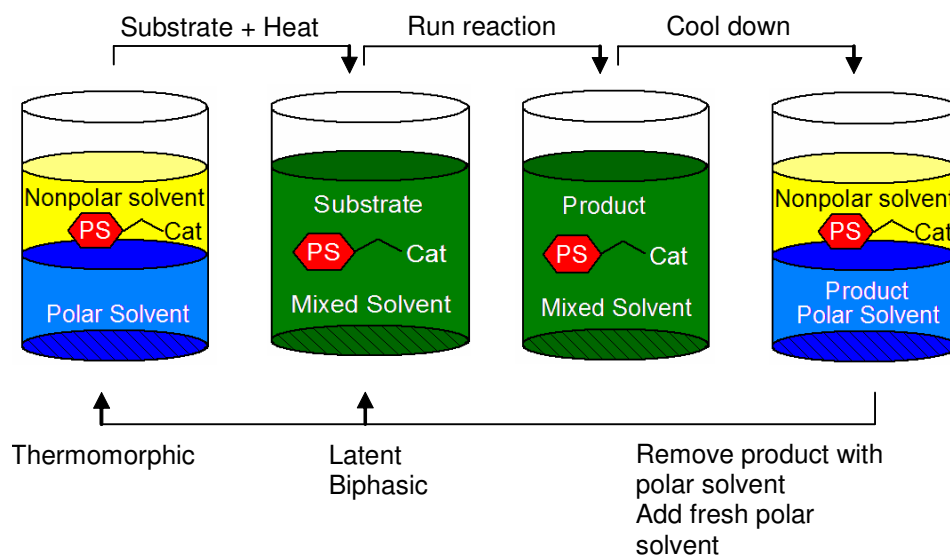 Substrate + Heat
Run reaction
Cool down
Nonpolar solvent
PS
Cat
Polar Solvent
Substrate
PS
Cat
Mixed Solvent
Product
PS
Cat
Mixed Solvent
Nonpolar solvent
PS
Cat
Product
Polar Solvent
Thermomorphic
Latent
Biphasic
Remove product with
polar solvent
Add fresh polar
solvent